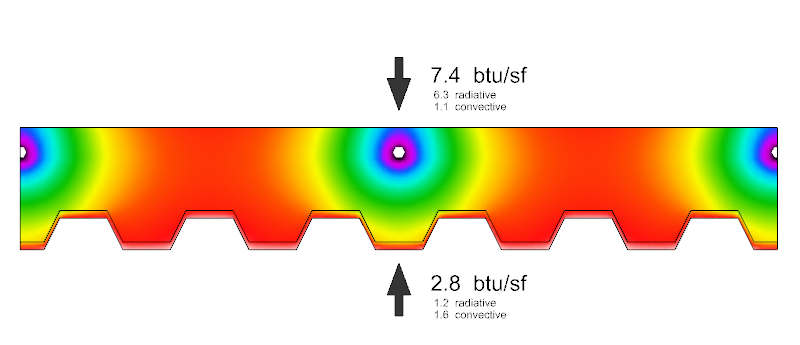 7.4 btu/sf
6.3 radiative
1.1 convective
2.8 btu/sf
1.2 radiative
1.6 convective